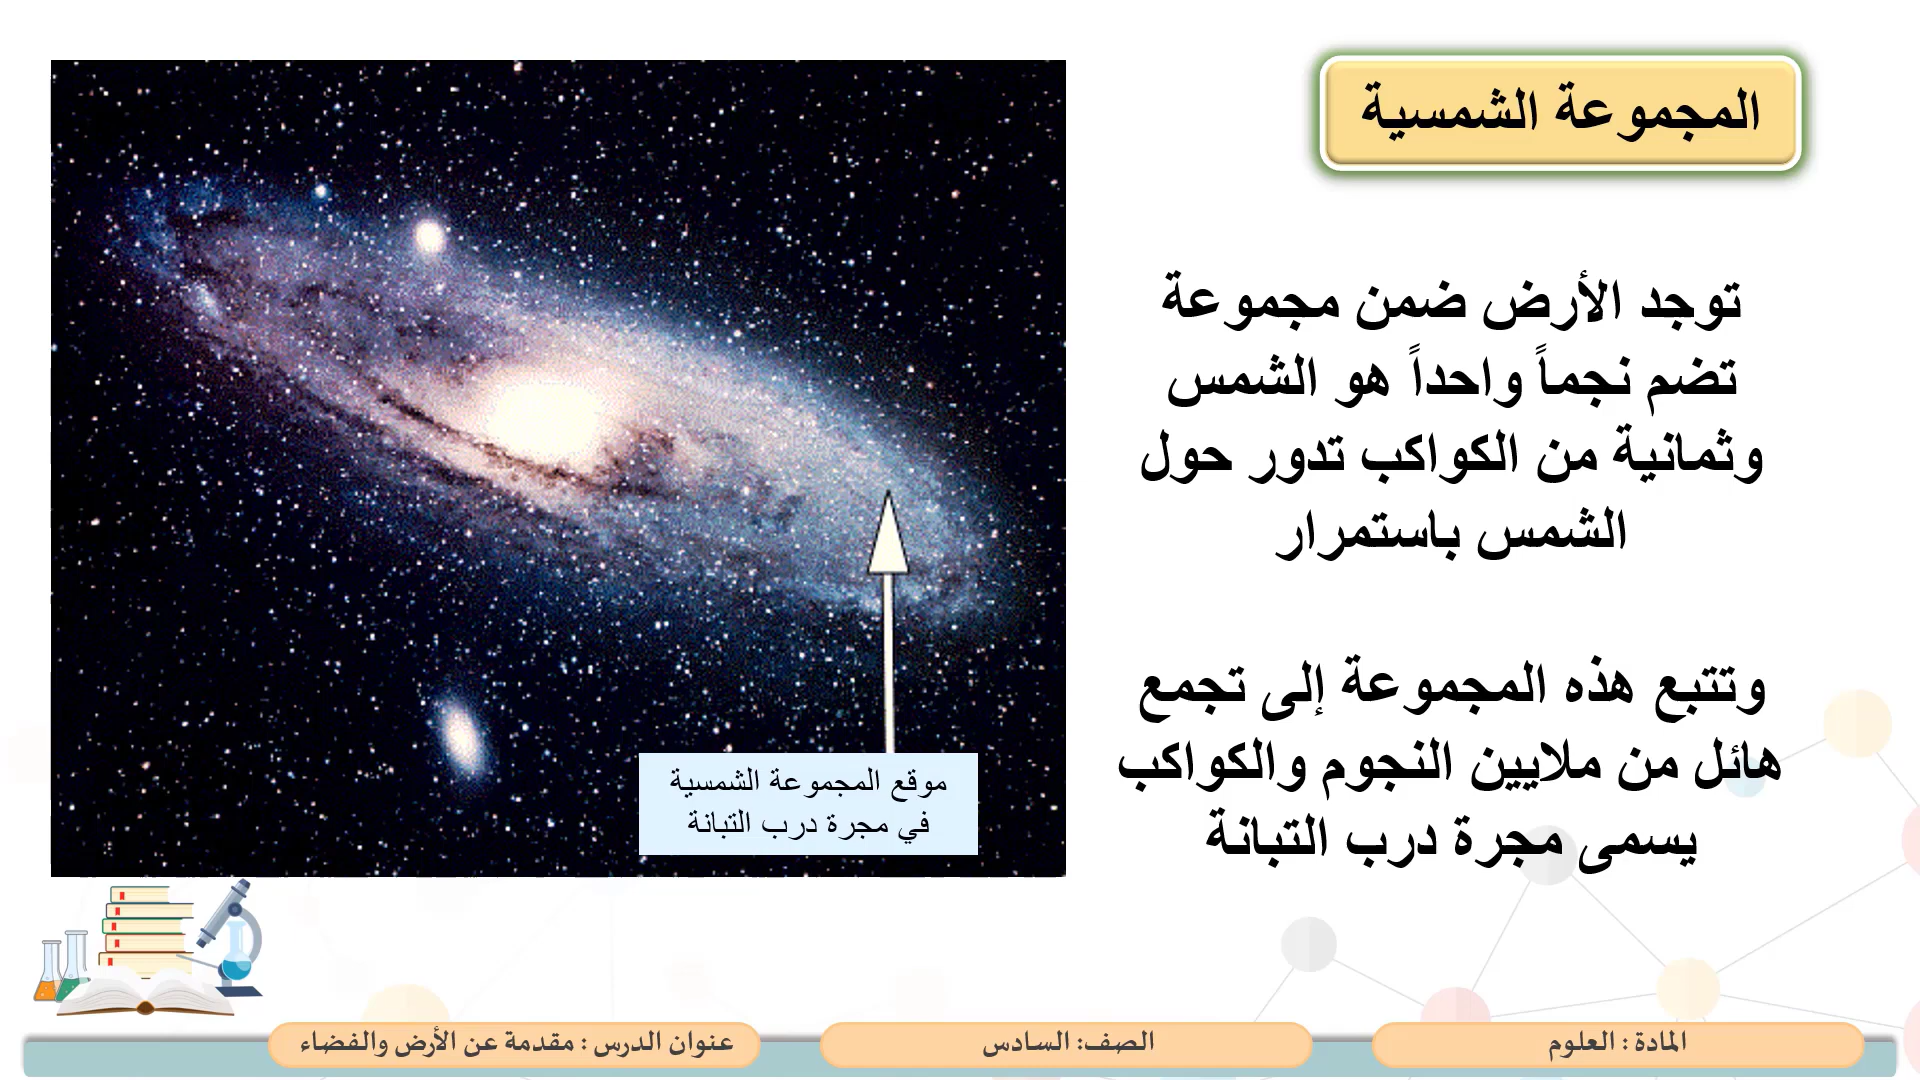 المجموعة الشمسية
توجد الأرض ضمن مجموعة
تضم نجماً واحداً هو الشمس
وثمانية من الكواكب تدور حول
الشمس باستمرار
وتتبع هذه المجموعة إلى تجمع
هائل من ملايين النجوم والكواكب
يسمى مجرة درب التبانة
موقع المجموعة الشمسية
في مجرة درب التبانة
المادة : العلوم
الصف: السادس
عنوان الدرس : مقدمة عن الأرض والفضاء